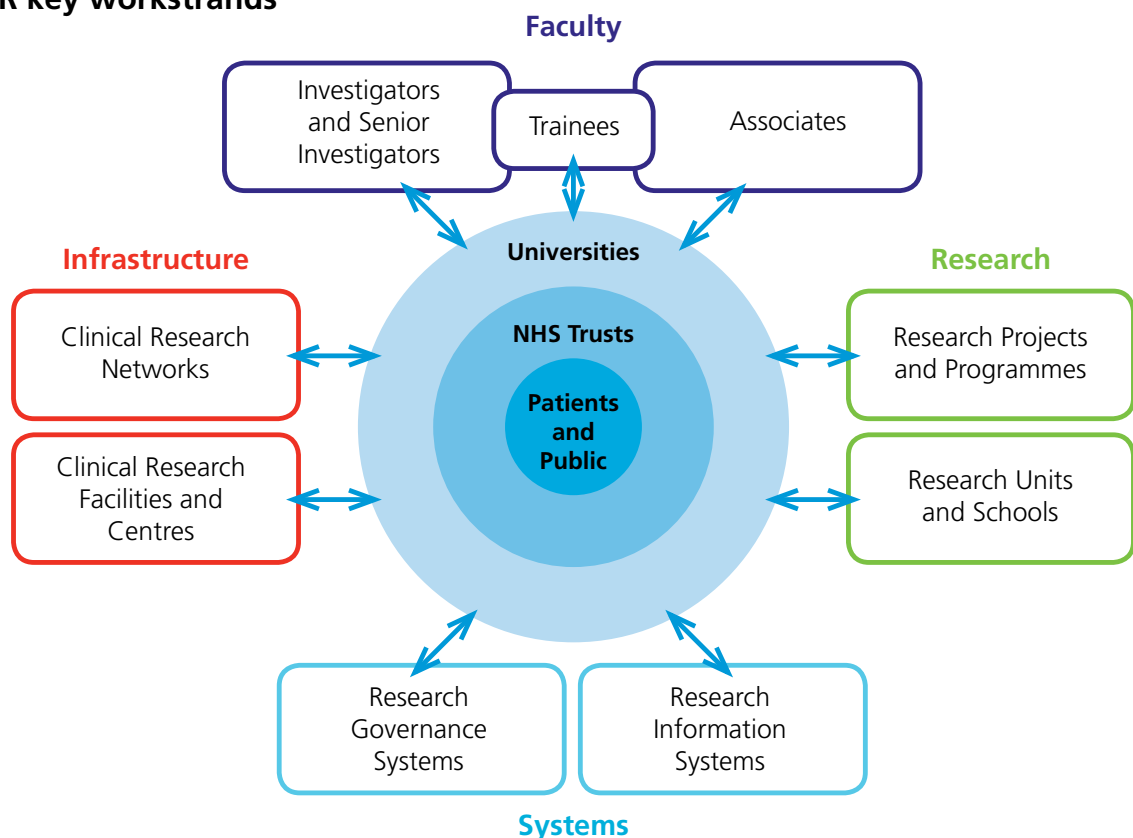 R key workstrands
Faculty
Investigators
and Senior
Investigators
Trainees
Associates
Infrastructure
Universities
Research
Clinical Research
Networks
NHS Trusts
Research Projects
and Programmes
Patients
and
Public
Clinical Research
Facilities and
Centres
Research Units
and Schools
Research
Governance
Systems
Research
Information
Systems
Systems